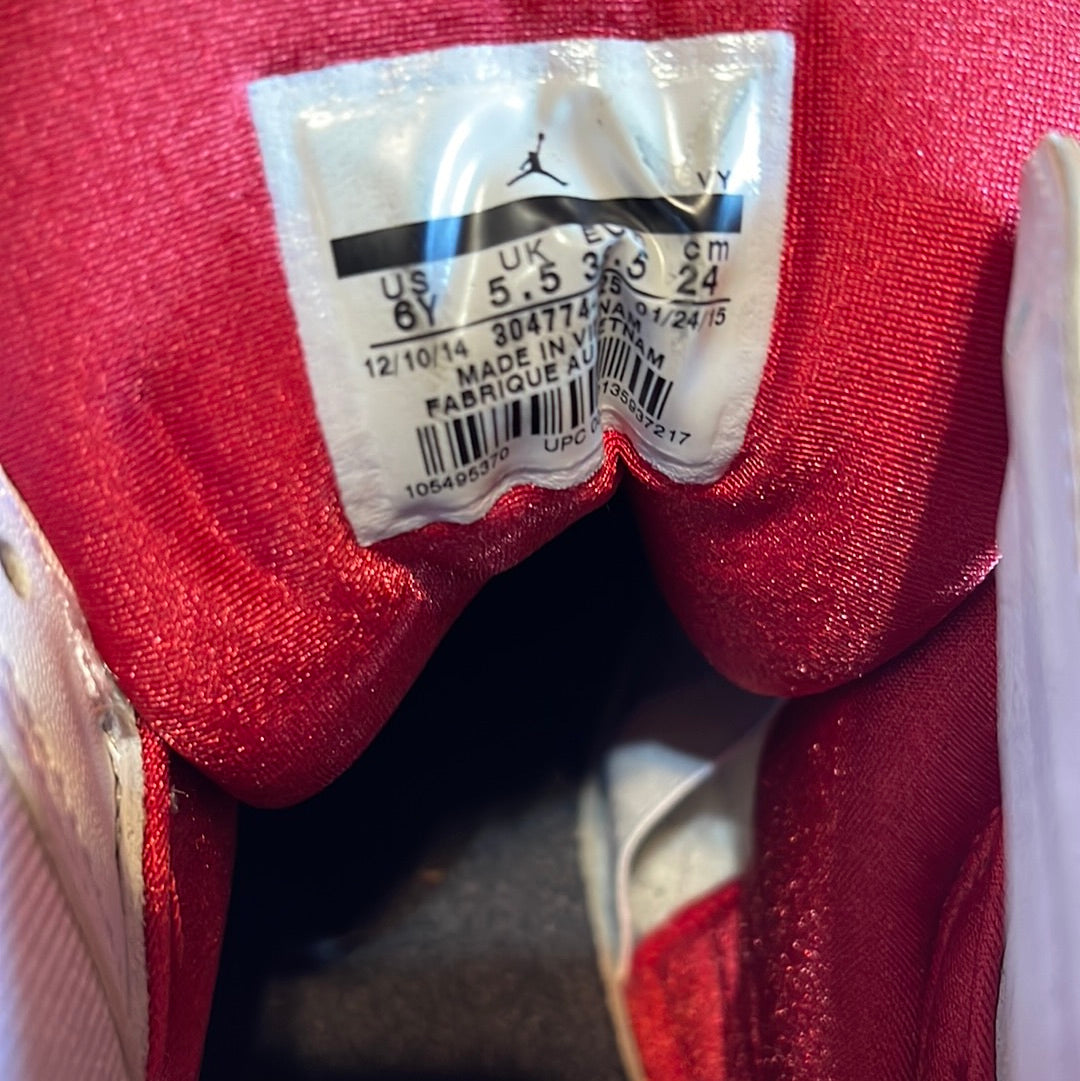 VY
US UK cm
6Y 5.5 24
304774
12/10/14 01/24/15
MADE IN VIETNAM
FABRIQUE AU
105495370 UPC